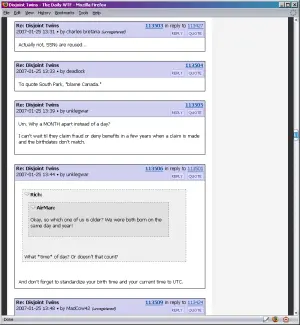 Disjoint Twins - The Daily WTF - Mozilla Firefox
File Edit View History Bookmarks Tools Help
Re: Disjoint Twins 113503 in reply to 113427
2007-01-25 13:31 • by charles bretana (unregistered) REPLY QUOTE
Actually not, SSNs are reused ..
Re: Disjoint Twins 113504
2007-01-25 13:33 • by deadlock REPLY QUOTE
To quote South Park, "blame Canada."
Re: Disjoint Twins 113505
2007-01-25 13:39 • by unklegwar REPLY QUOTE
Um. Why a MONTH apart instead of a day?
I can't wait til they claim fraud or deny benefits in a few years when a claim is made
and the birthdates don't match.
Re: Disjoint Twins 113506 in reply to
2007-01-25 13:44 • by unklegwar REPLY QUOTE
Rich:
AirMan:
Okay, so which one of us is older? We were both born on the
same day and year!
What *time* of day? Or doesn't that count?
And don't forget to standardize your birth time and your current time to UTC.
Re: Disjoint Twins 113509 in reply to 113424
2007-01-25 13:48 • by MadCow42 (unregistered) REPLY QUOTE
Done